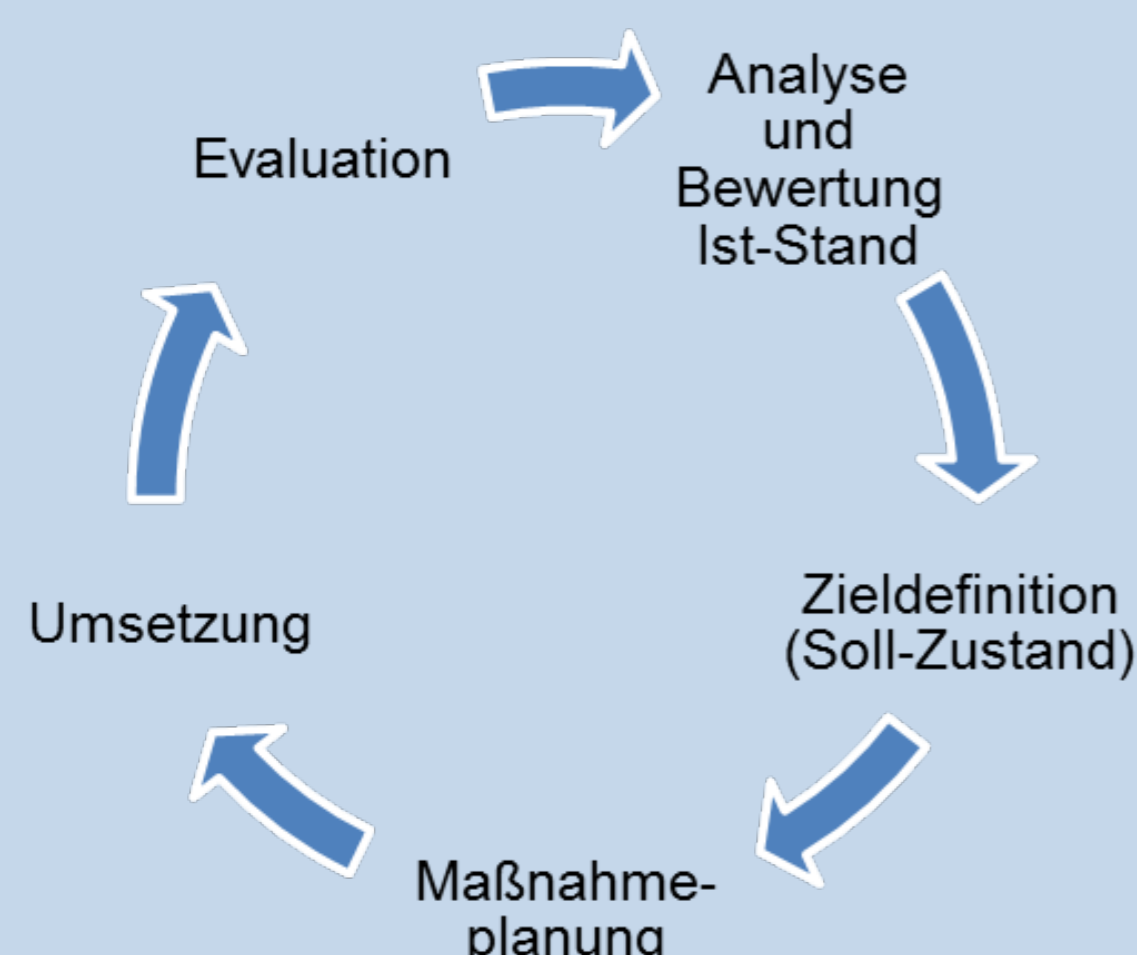 Evaluation
Analyse
und
Bewertung
Ist-Stand
Zieldefinition
(Soll-Zustand)
Maßnahme-
planung
Umsetzung